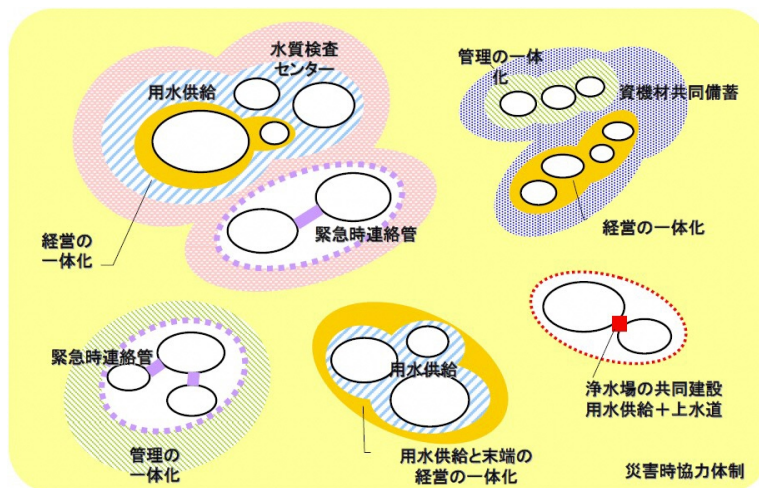 水質検査
センター
用水供給
経営の
一体化
緊急時連絡管
管理の一体
化
資機材共同備蓄
経営の一体化
緊急時連絡管
管理の
一体化
用水供給
用水供給と末端の
経営の一体化
浄水場の共同建設
用水供給＋上水道
災害時協力体制